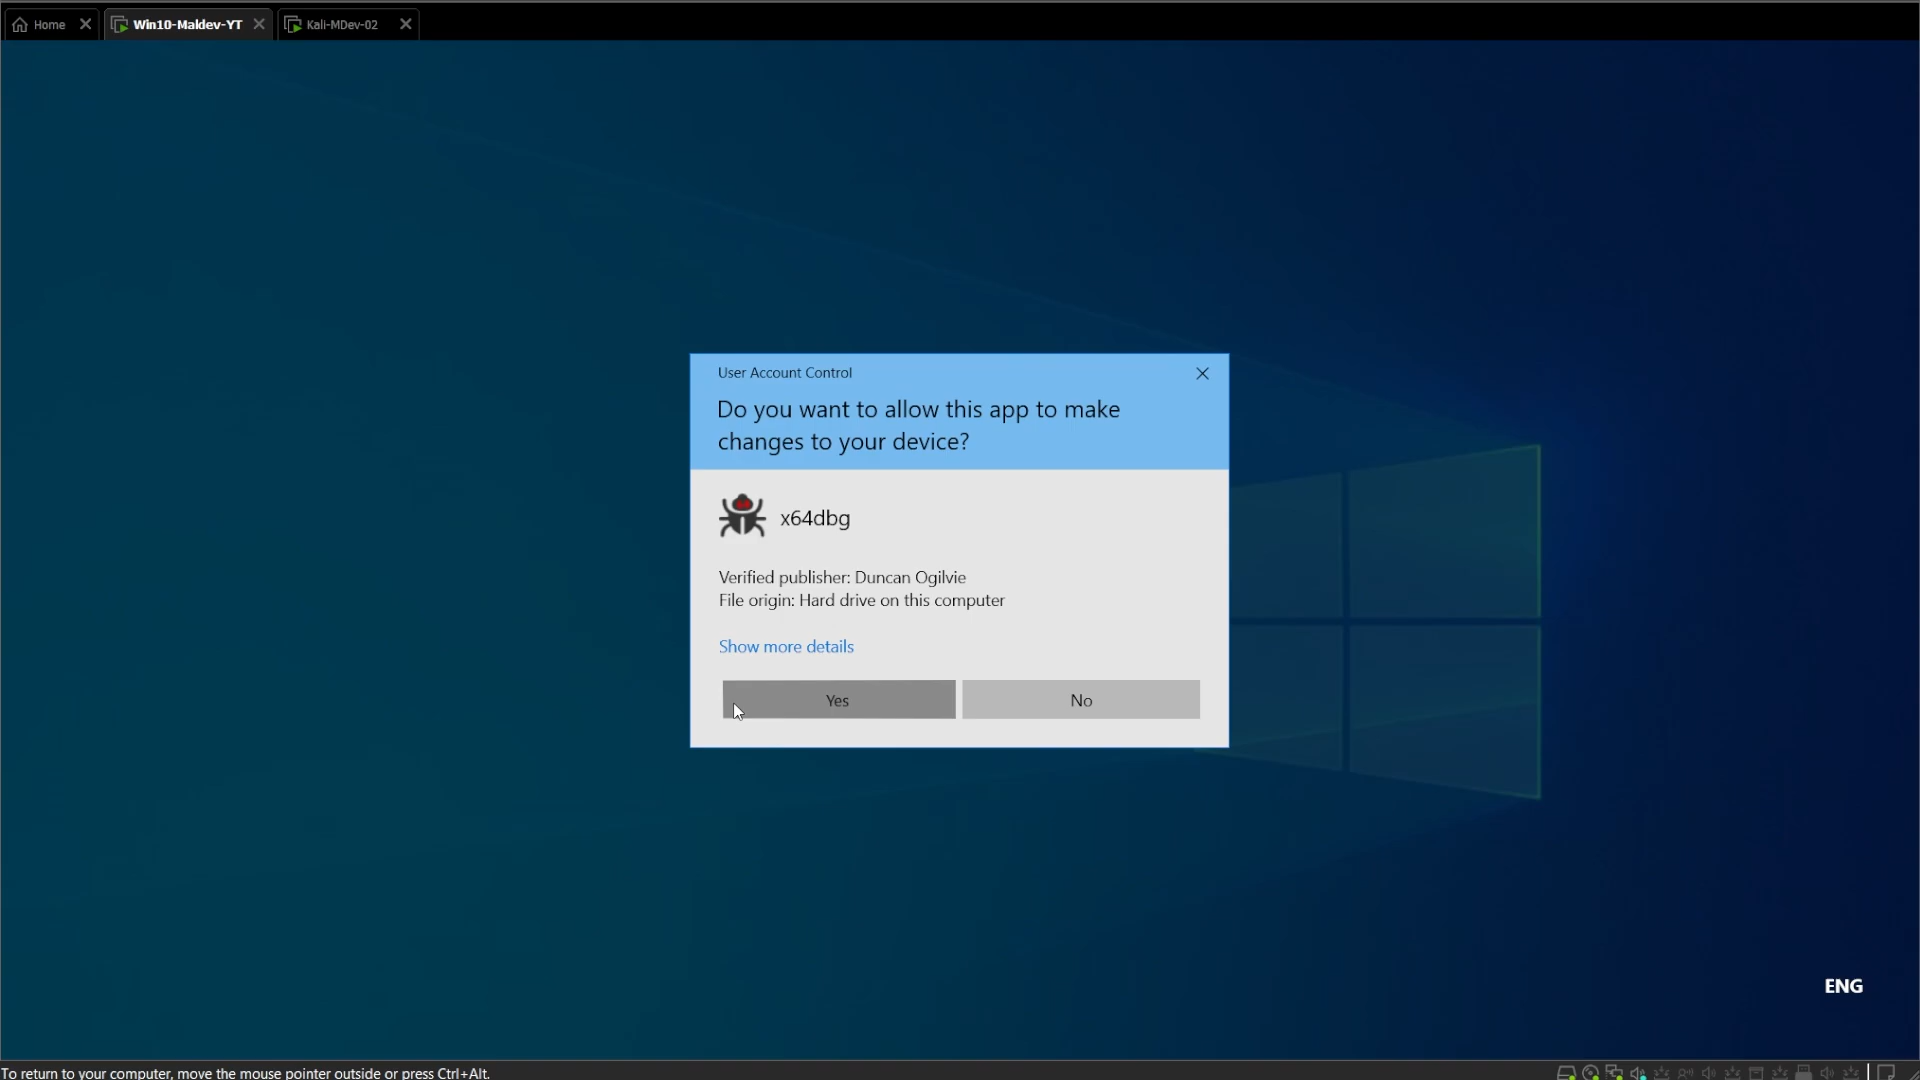 Home
Win10-Maldev-YT
Kali-MDev-02
User Account Control
Do you want to allow this app to make
changes to your device?
x64dbg
Verified publisher: Duncan Ogilvie
File origin: Hard drive on this computer
Show more details
Yes
No
ENG
To return to your computer, move the mouse pointer outside or press Ctrl+Alt.